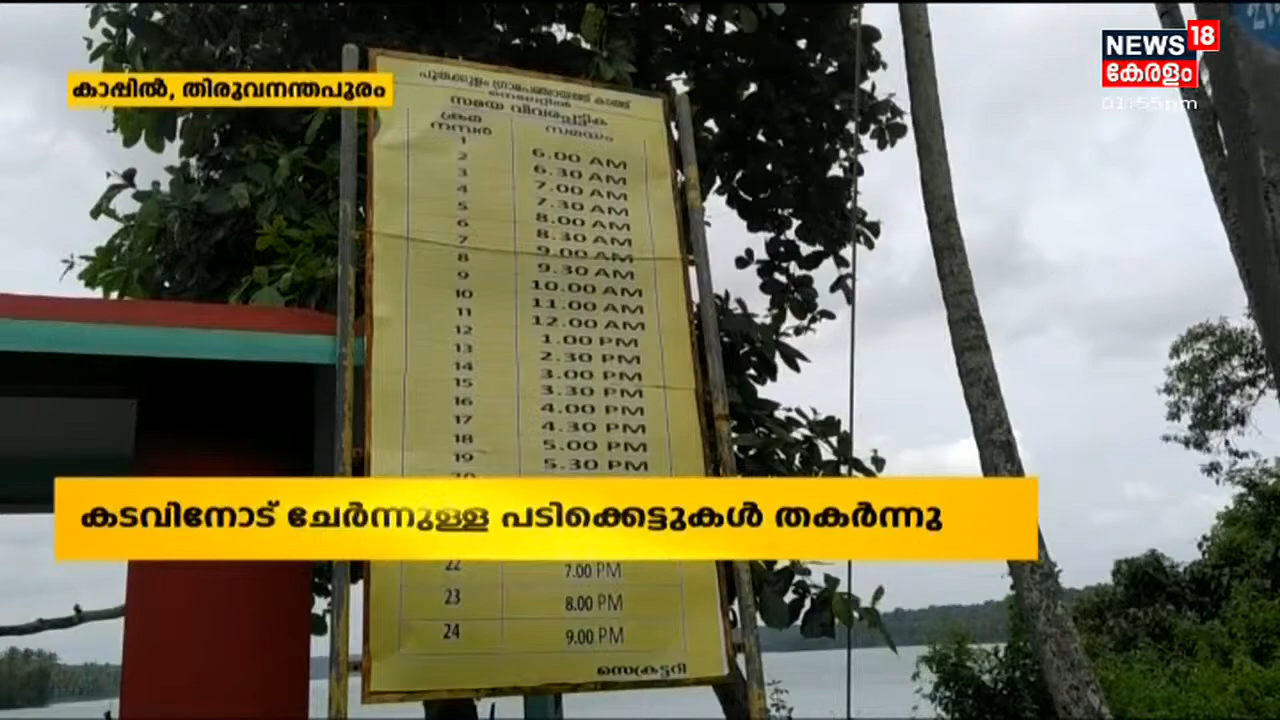 NEWS 18
കേരളം
01:55pm
കാപ്പിൽ, തിരുവനന്തപുരം
പൂതക്കുളം ഗ്രാമപഞ്ചായത്ത് കടത്ത്
സമയ വിവരപ്പട്ടിക
ക്രമ നമ്പർ സമയം
1
2 6.00 AM
3 6.30 AM
4 7.00 AM
5 7.30 AM
6 8.00 AM
7 8.30 AM
8 9.00 AM
9 9.30 AM
10 10.00 AM
11 11.00 AM
12 12.00 AM
13 1.00 PM
14 2.30 PM
15 3.00 PM
16 3.30 PM
17 4.00 PM
18 4.30 PM
19 5.00 PM
5.30 PM
കടവിനോട് ചേർന്നുള്ള പടിക്കെട്ടുകൾ തകർന്നു
22 7.00 PM
23 8.00 PM
24 9.00 PM
സെക്രട്ടറി